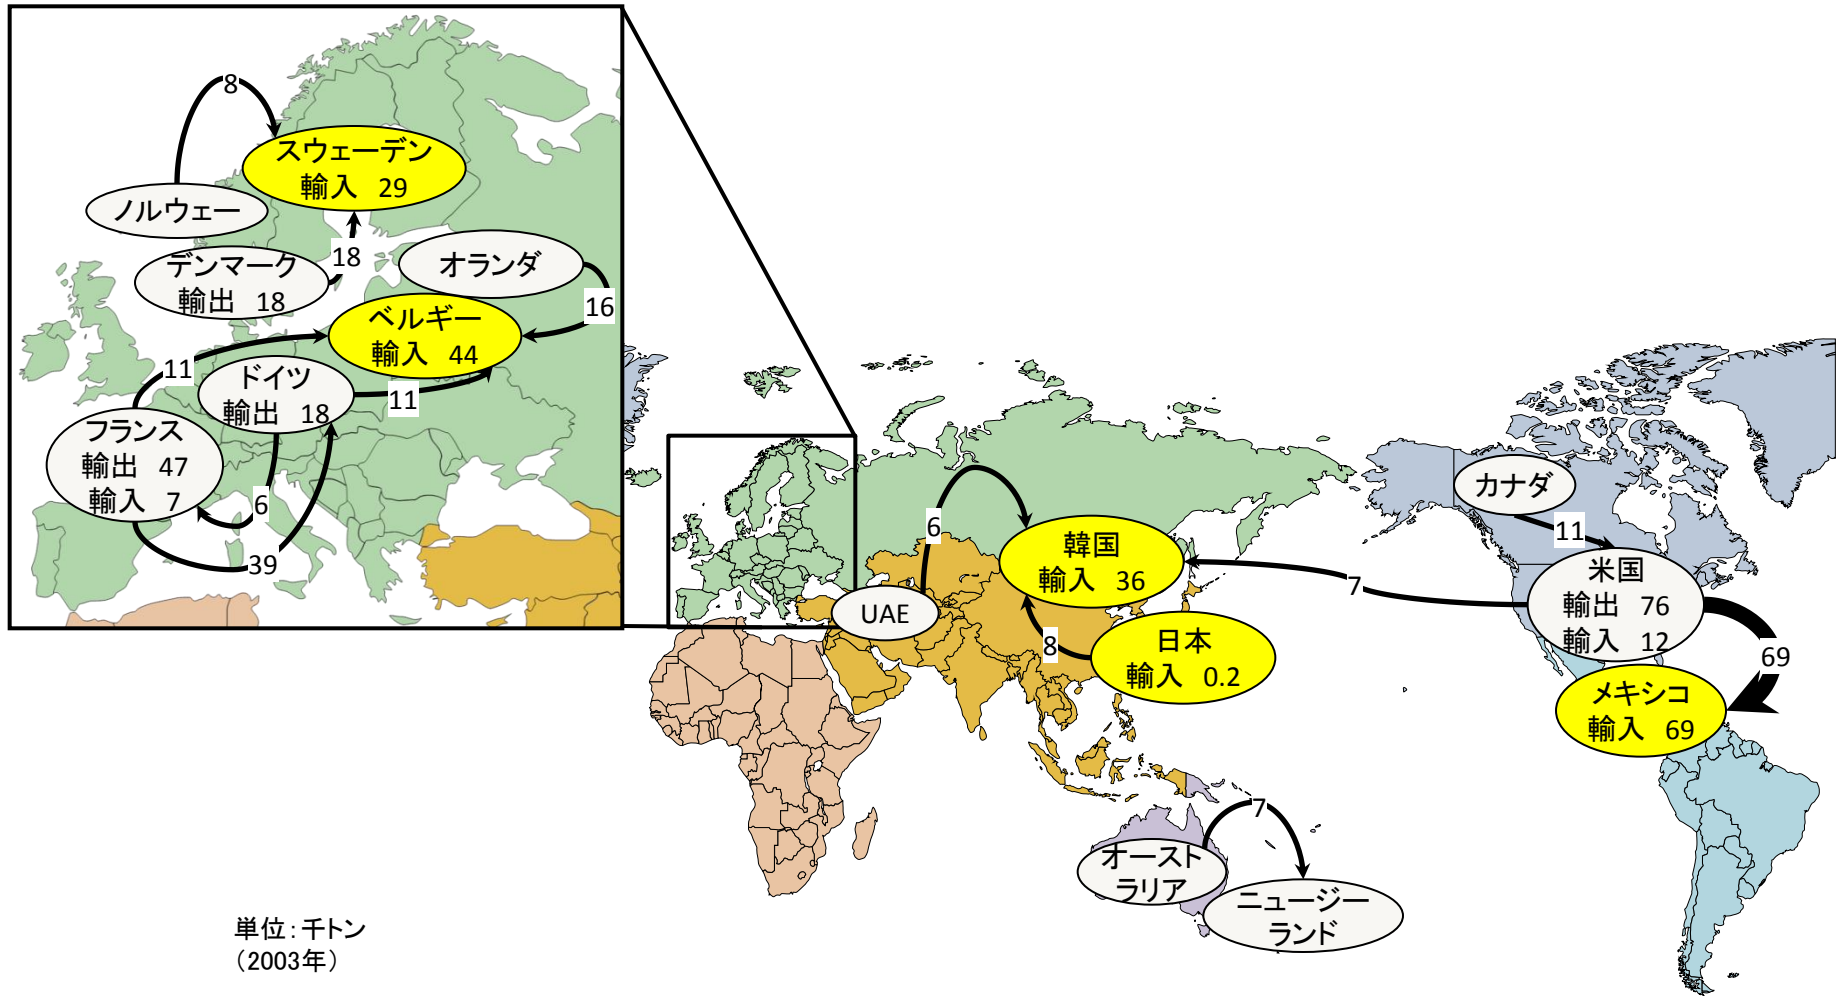 8
スウェーデン
輸入 29
ノルウェー
18
デンマーク
輸出 18
オランダ
16
ベルギー
輸入 44
11
ドイツ
輸出 18
11
フランス
輸出 47
輸入 7
6
39
UAE
6
韓国
輸入 36
8
日本
輸入 0.2
7
カナダ
11
米国
輸出 76
輸入 12
69
メキシコ
輸入 69
7
オースト
ラリア
ニュージー
ランド
単位:千トン
(2003年)